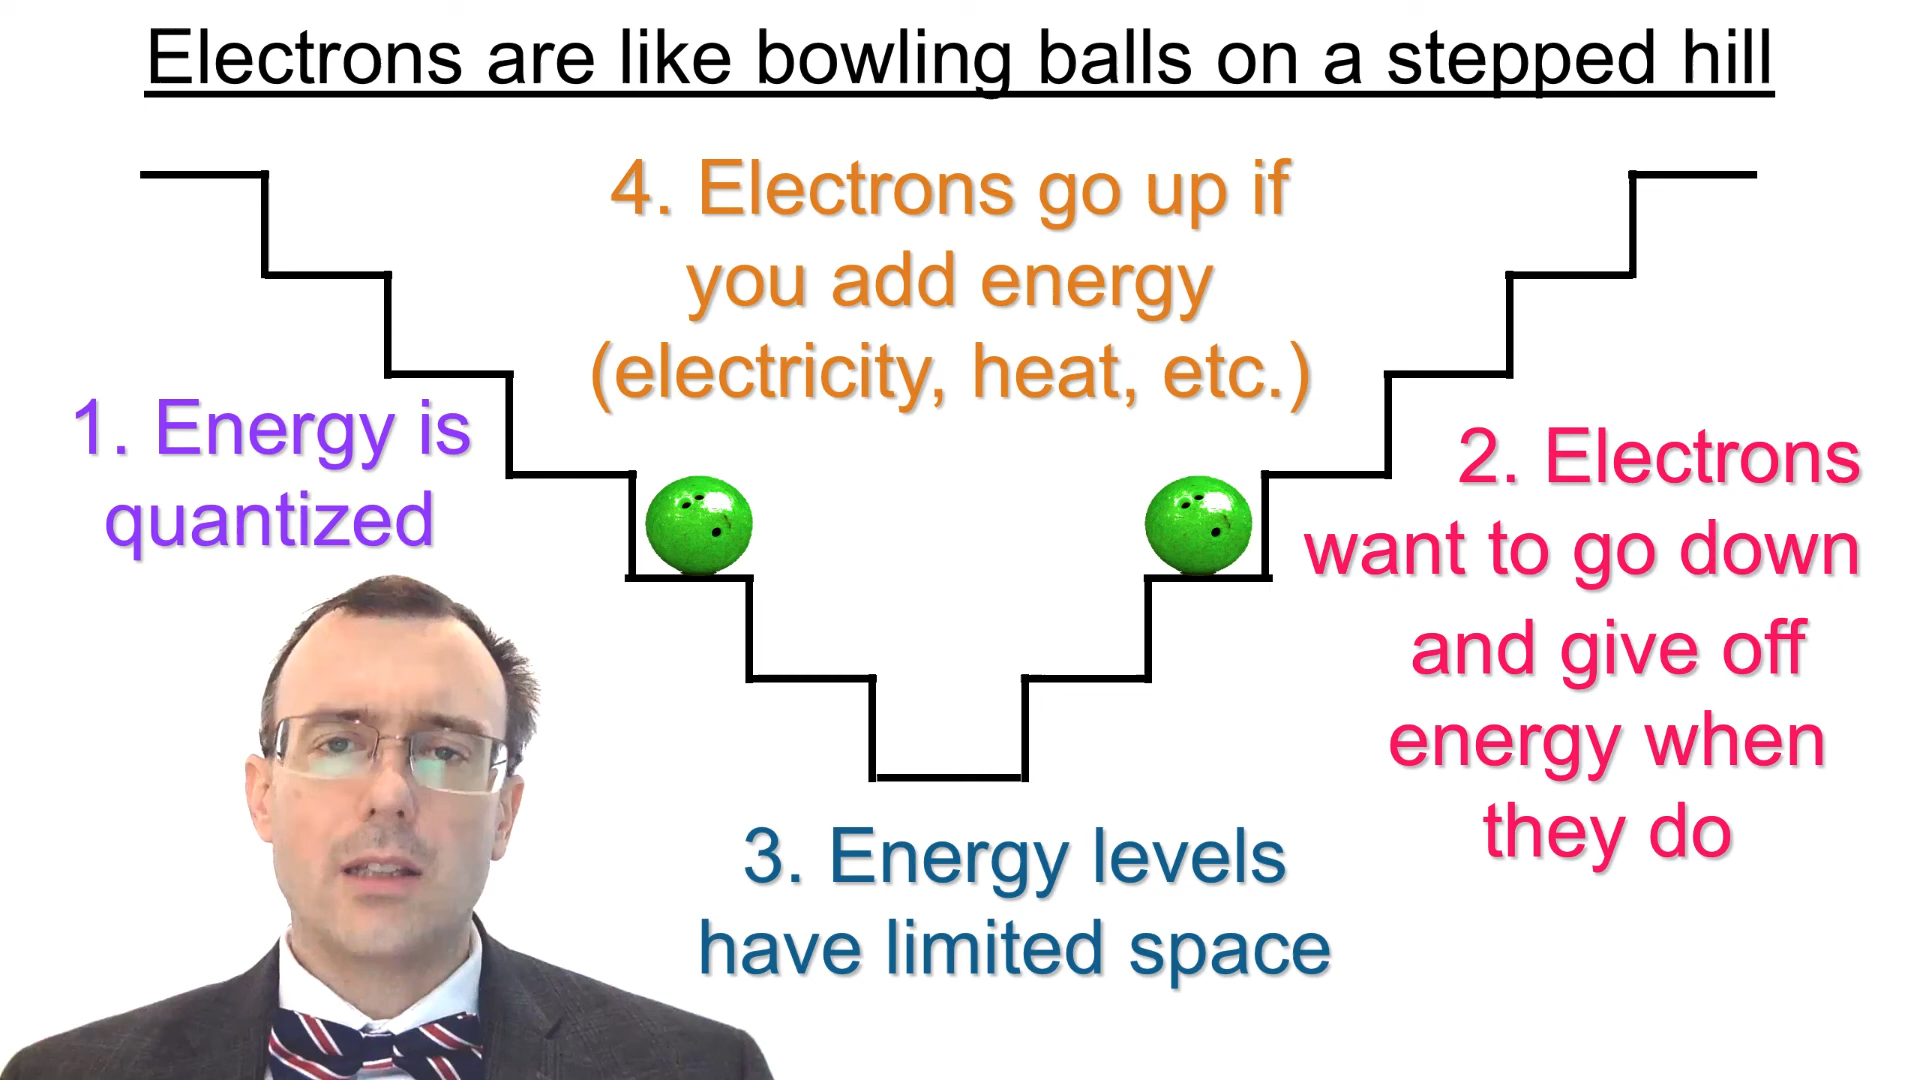 Electrons are like bowling balls on a stepped hill
4. Electrons go up if
you add energy
(electricity, heat, etc.)
1. Energy is
quantized
2. Electrons
want to go down
and give off
energy when
they do
3. Energy levels
have limited space